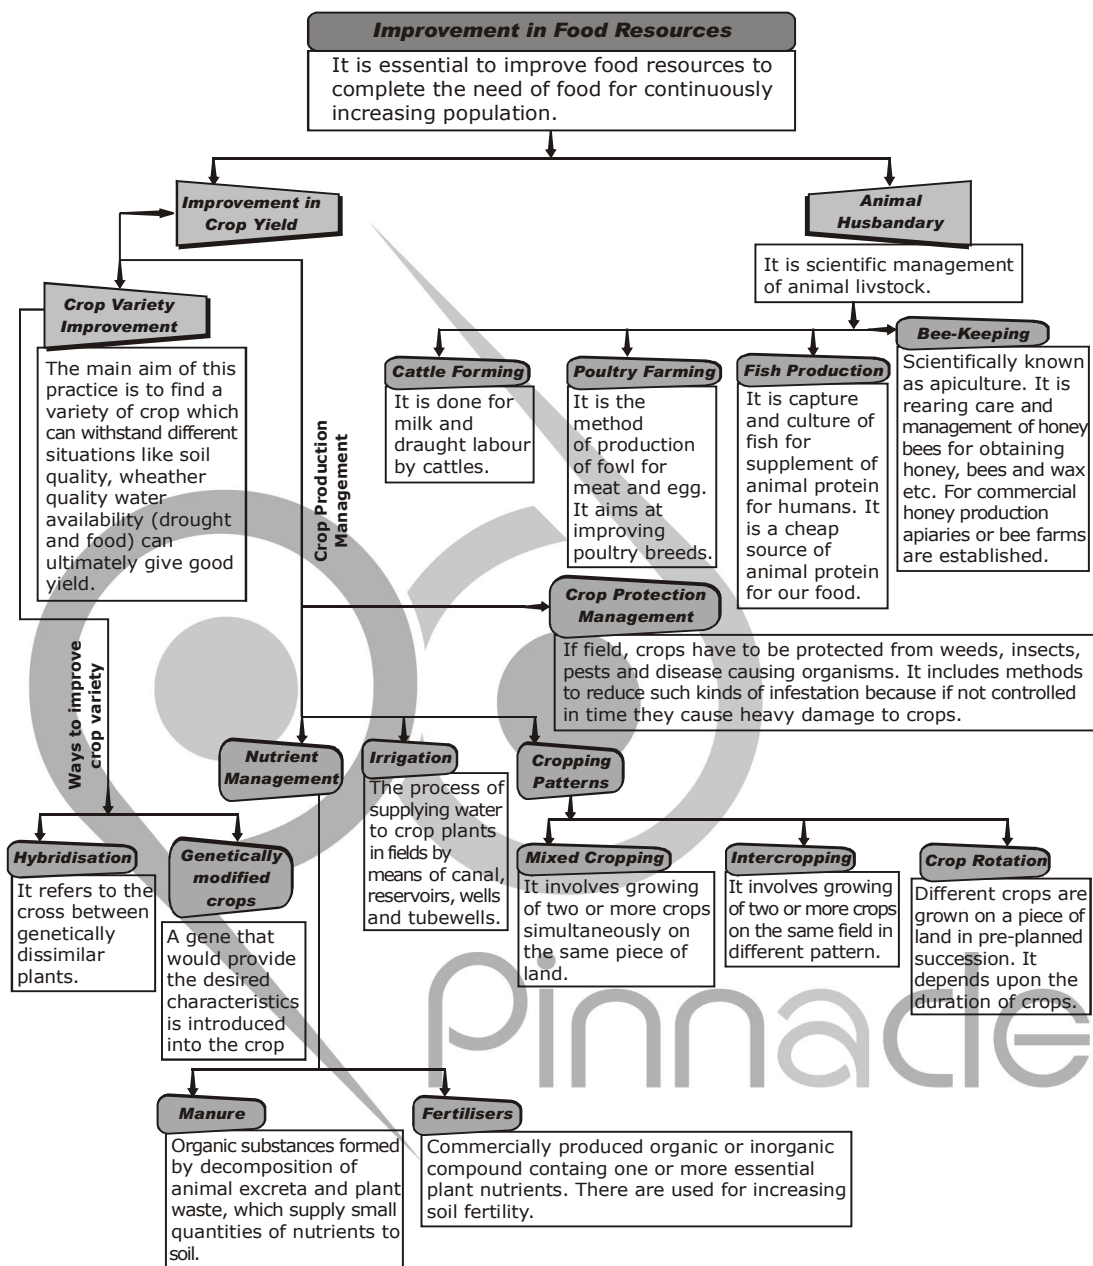 Improvement in Food Resources
It is essential to improve food resources to
complete the need of food for continuously
increasing population.
Improvement in
Crop Yield
Animal
Husbandary
It is scientific management
of animal livstock.
Crop Variety
Improvement
The main aim of this
practice is to find a
variety of crop which
can withstand different
situations like soil
quality, wheather
quality water
availability (drought
and food) can
ultimately give good
yield.
Crop Production
Management
Cattle Forming
It is done for
milk and
draught labour
by cattles.
Poultry Farming
It is the
method
of production
of fowl for
meat and egg.
It aims at
improving
poultry breeds.
Fish Production
It is capture
and culture of
fish for
supplement of
animal protein
for humans. It
is a cheap
source of
animal protein
for our food.
Bee-Keeping
Scientifically known
as apiculture. It is
rearing care and
management of honey
bees for obtaining
honey, bees and wax
etc. For commercial
honey production
apiaries or bee farms
are established.
Crop Protection
Management
If field, crops have to be protected from weeds, insects,
pests and disease causing organisms. It includes methods
to reduce such kinds of infestation because if not controlled
in time they cause heavy damage to crops.
Ways to improve
crop variety
Nutrient
Management
Irrigation
The process of
supplying water
to crop plants
in fields by
means of canal,
reservoirs, wells
and tubewells.
Cropping
Patterns
Hybridisation
It refers to the
cross between
genetically
dissimilar
plants.
Genetically
modified
crops
A gene that
would provide
the desired
characteristics
is introduced
into the crop
Mixed Cropping
It involves growing
of two or more crops
simultaneously on
the same piece of
land.
Intercropping
It involves growing
of two or more crops
on the same field in
different pattern.
Crop Rotation
Different crops are
grown on a piece of
land in pre-planned
succession. It
depends upon the
duration of crops.
Pinnacle
Manure
Organic substances formed
by decomposition of
animal excreta and plant
waste, which supply small
quantities of nutrients to
soil.
Fertilisers
Commercially produced organic or inorganic
compound containg one or more essential
plant nutrients. There are used for increasing
soil fertility.